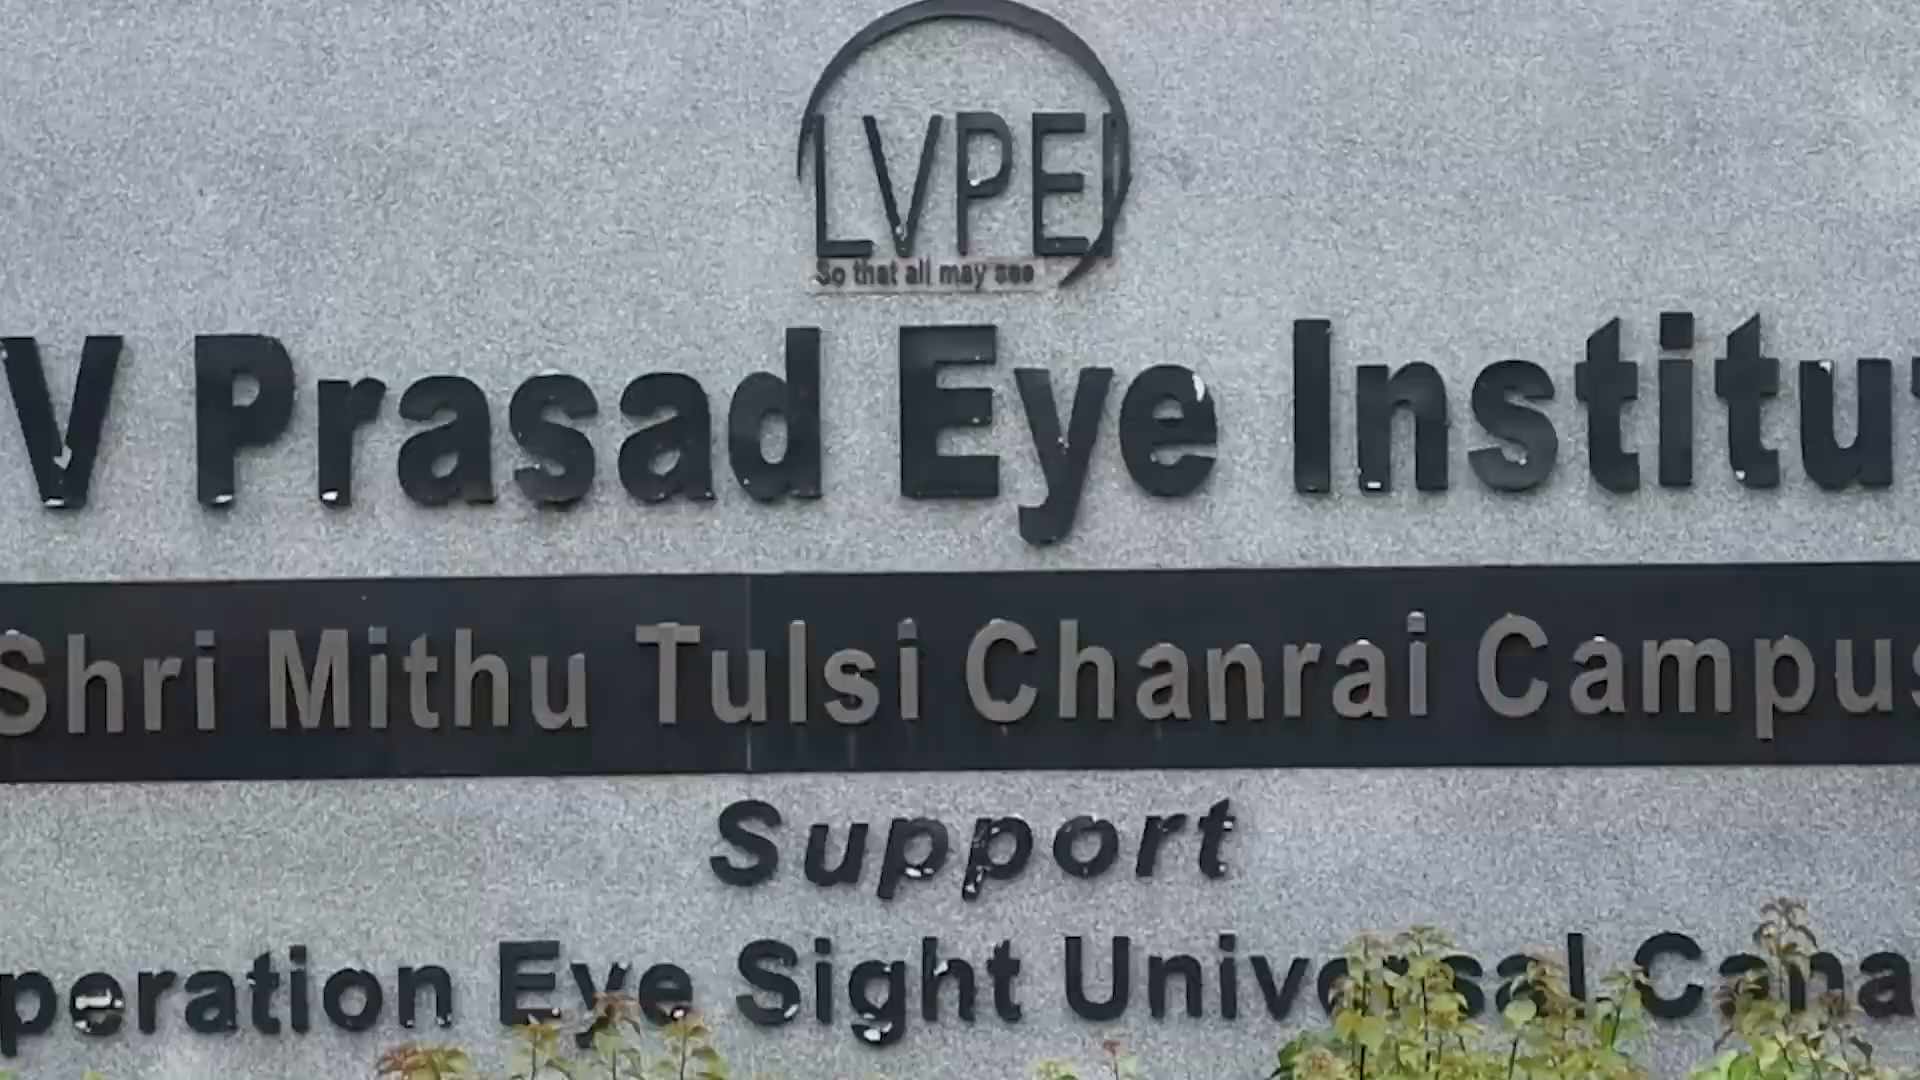 LVPEI
So that all may see
V Prasad Eye Institut
Shri Mithu Tulsi Chanrai Campus
Support
peration Eye Sight Universal Cana